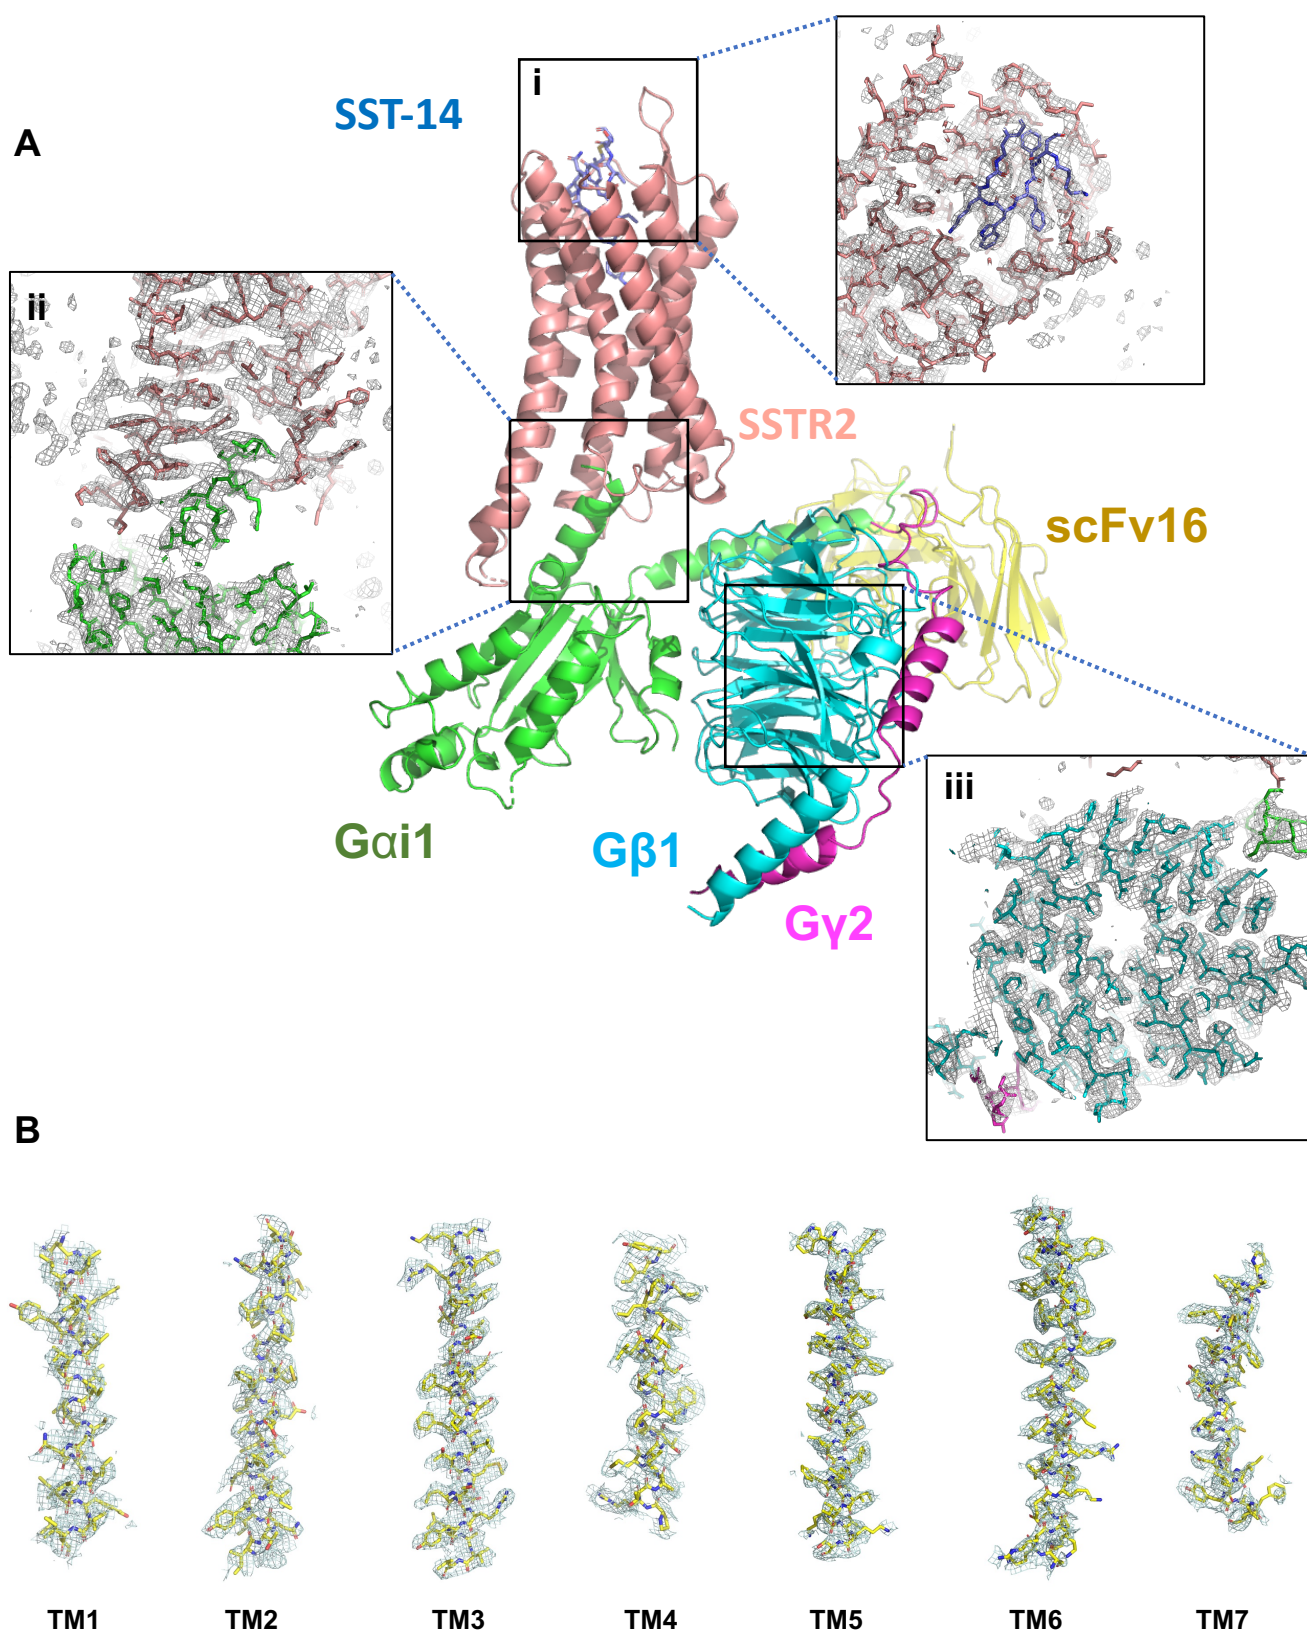 i
SST-14
A
ii
SSTR2
scFv16
iii
Gαi1
Gβ1
Gγ2
B
TM1 TM2 TM3 TM4 TM5 TM6 TM7